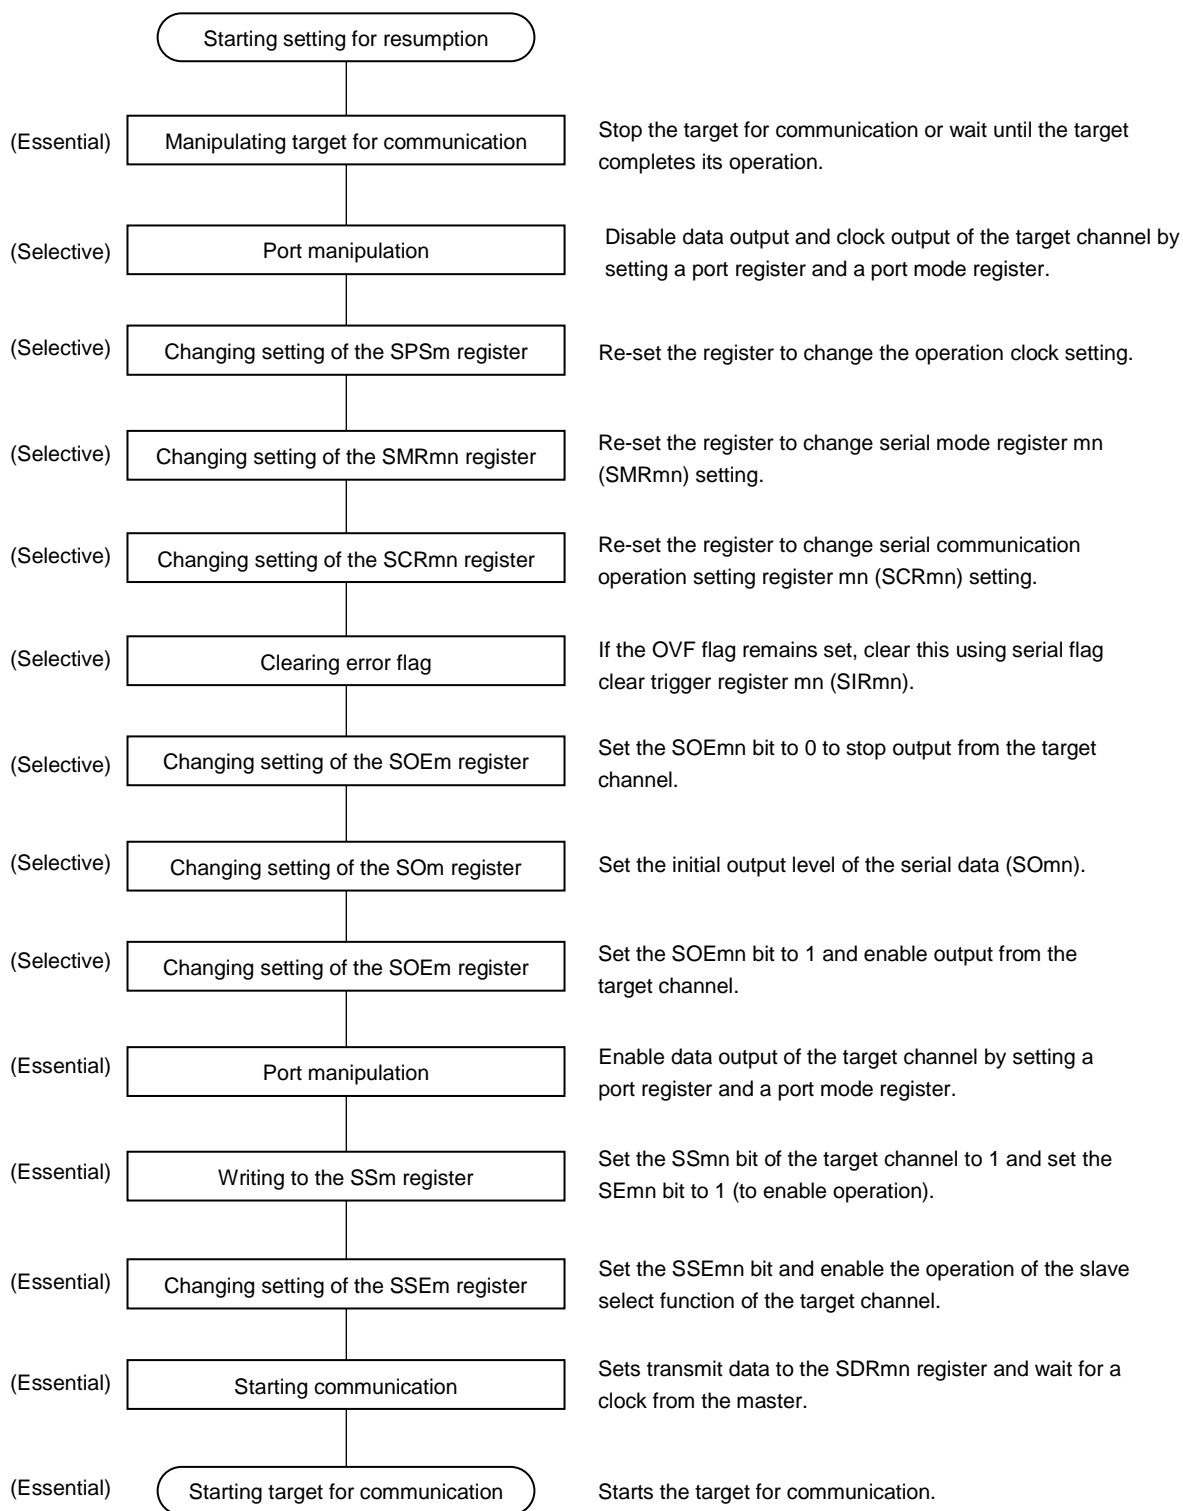 Starting setting for resumption
(Essential)
Manipulating target for communication
Stop the target for communication or wait until the target
completes its operation.
(Selective)
Port manipulation
Disable data output and clock output of the target channel by
setting a port register and a port mode register.
(Selective)
Changing setting of the SPSm register
Re-set the register to change the operation clock setting.
(Selective)
Changing setting of the SMRmn register
Re-set the register to change serial mode register mn
(SMRmn) setting.
(Selective)
Changing setting of the SCRmn register
Re-set the register to change serial communication
operation setting register mn (SCRmn) setting.
(Selective)
Clearing error flag
If the OVF flag remains set, clear this using serial flag
clear trigger register mn (SIRmn).
(Selective)
Changing setting of the SOEm register
Set the SOEmn bit to 0 to stop output from the target
channel.
(Selective)
Changing setting of the SOm register
Set the initial output level of the serial data (SOmn).
(Selective)
Changing setting of the SOEm register
Set the SOEmn bit to 1 and enable output from the
target channel.
(Essential)
Port manipulation
Enable data output of the target channel by setting a
port register and a port mode register.
(Essential)
Writing to the SSm register
Set the SSmn bit of the target channel to 1 and set the
SEmn bit to 1 (to enable operation).
(Essential)
Changing setting of the SSEm register
Set the SSEmn bit and enable the operation of the slave
select function of the target channel.
(Essential)
Starting communication
Sets transmit data to the SDRmn register and wait for a
clock from the master.
(Essential)
Starting target for communication
Starts the target for communication.